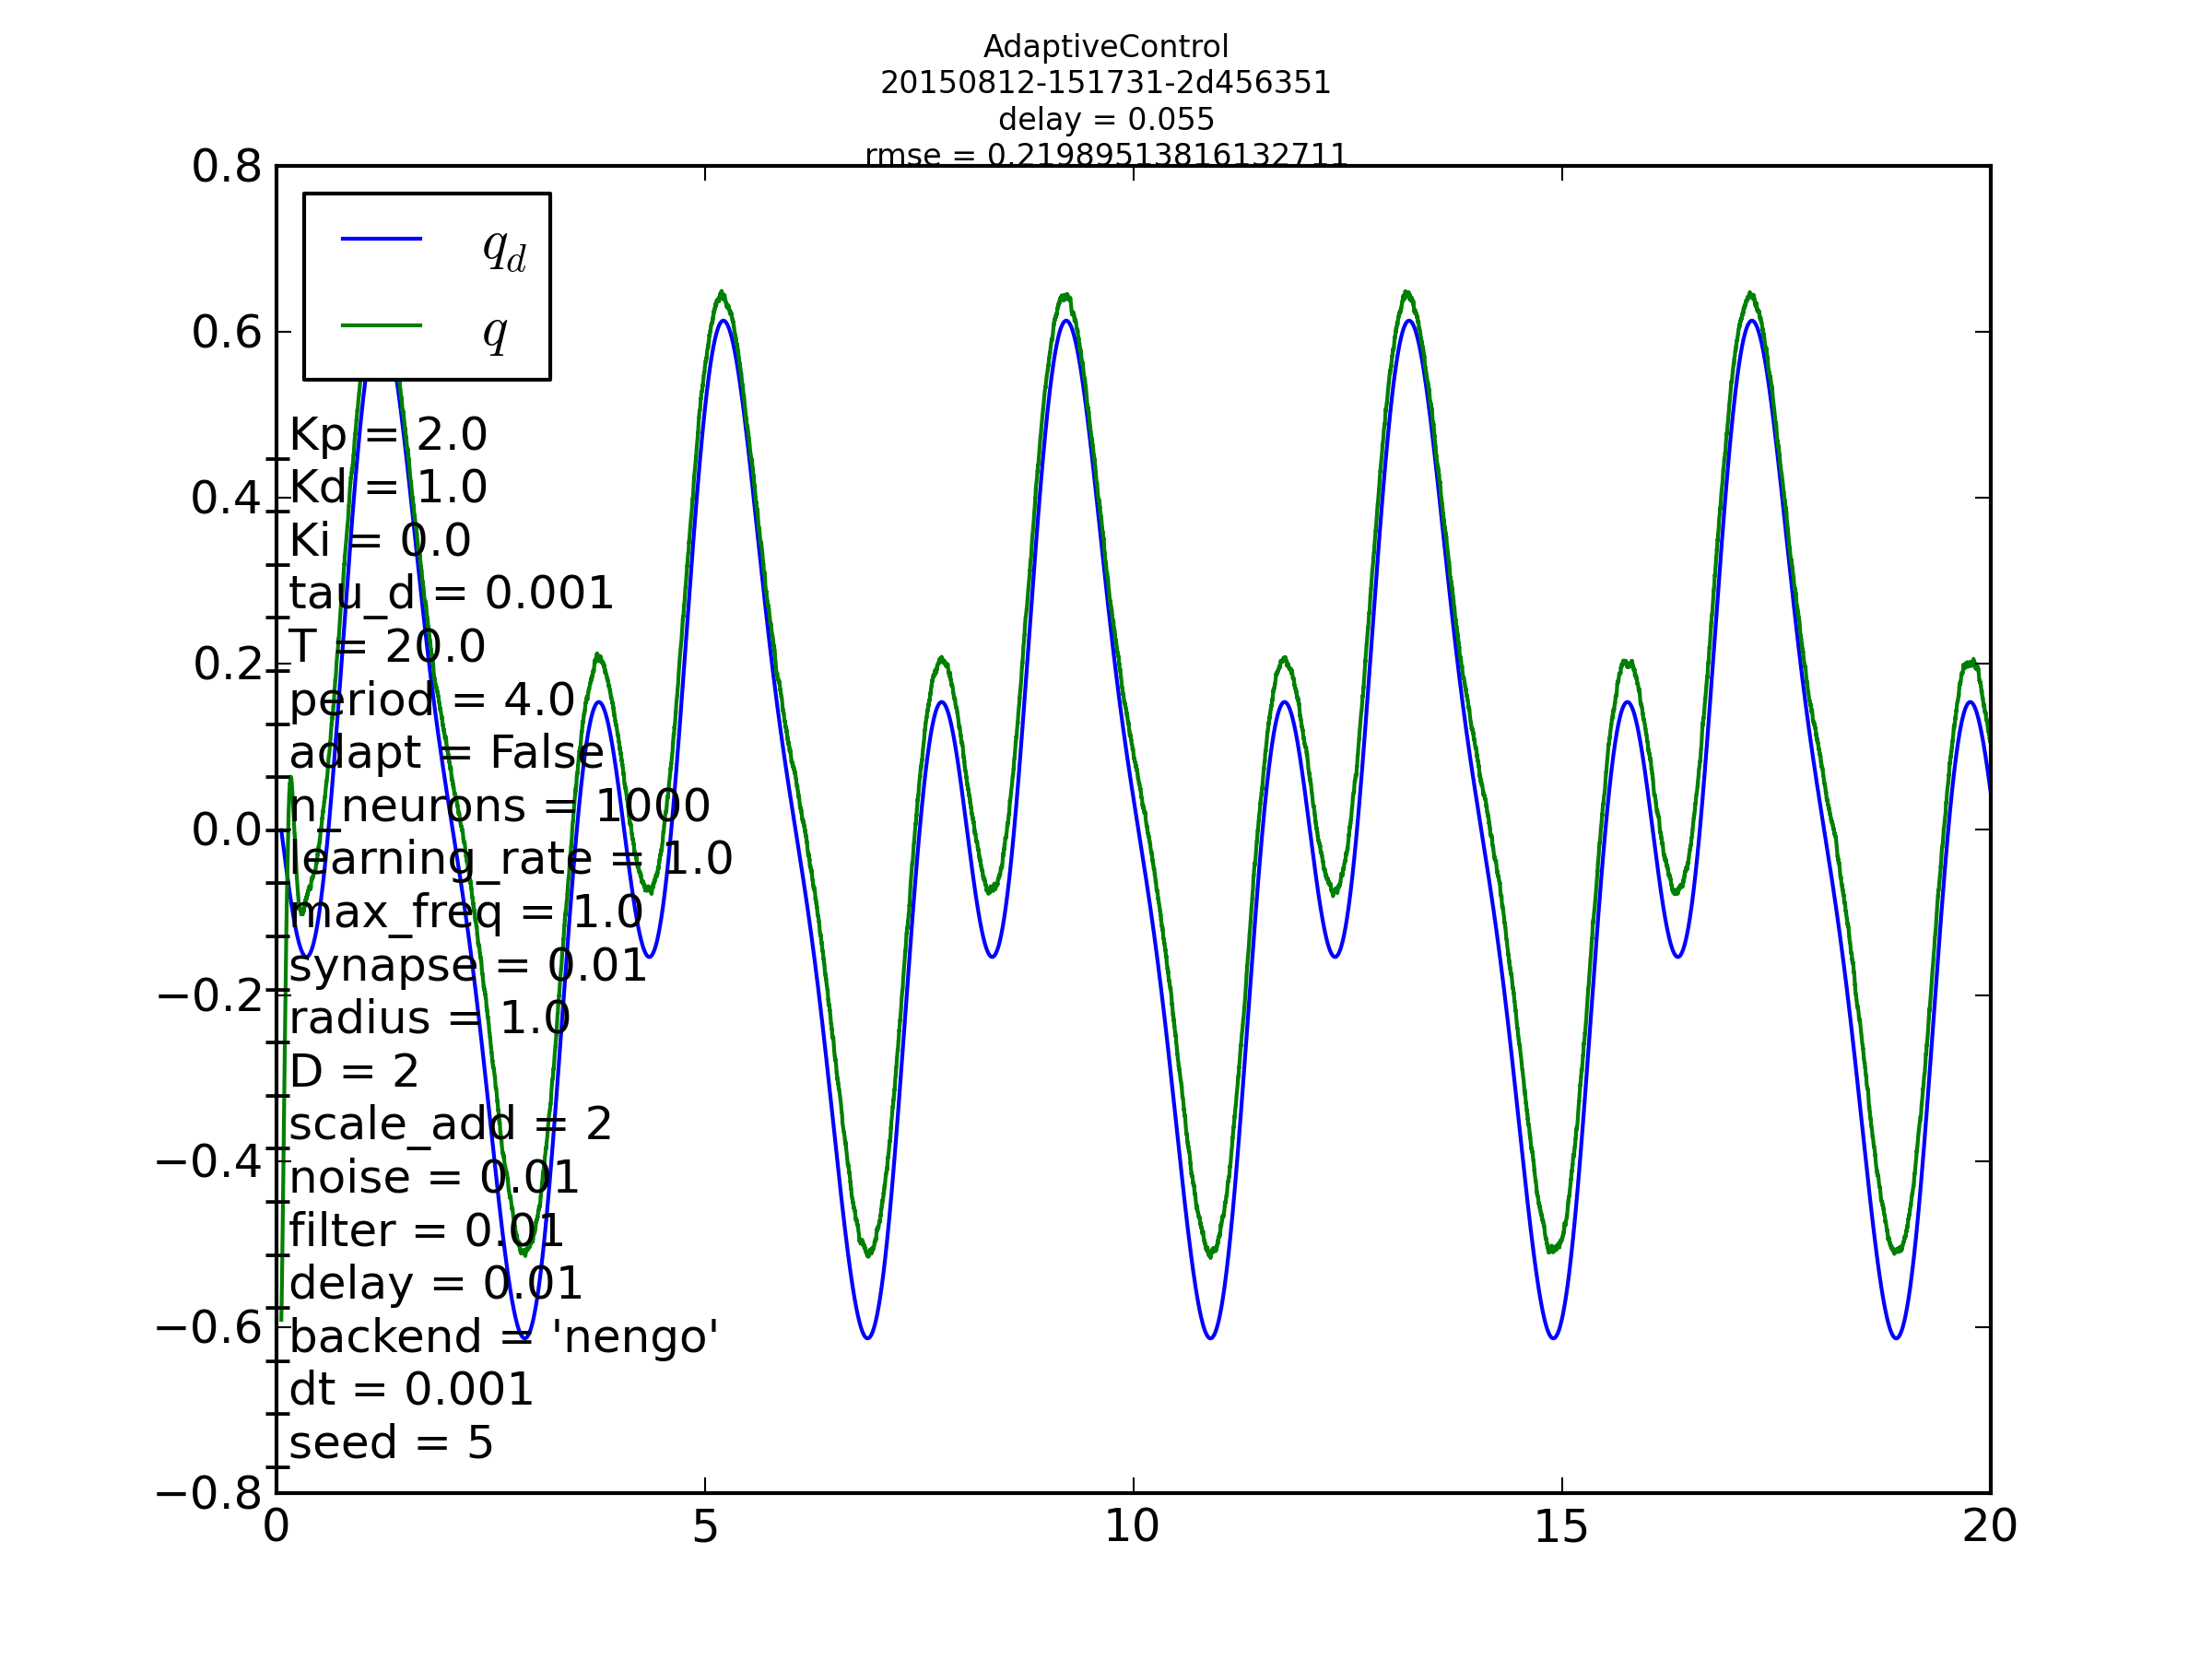 AdaptiveControl
20150812-151731-2d456351
delay = 0.055
rmse = 0.21989513816132711
q_d
q
Kp = 2.0
Kd = 1.0
Ki = 0.0
tau_d = 0.001
T = 20.0
period = 4.0
adapt = False
n_neurons = 1000
learning_rate = 1.0
max_freq = 1.0
synapse = 0.01
radius = 1.0
D = 2
scale_add = 2
noise = 0.01
filter = 0.01
delay = 0.01
backend = 'nengo'
dt = 0.001
seed = 5
0.8
0.6
0.4
0.2
0.0
−0.2
−0.4
−0.6
−0.8
0 5 10 15 20